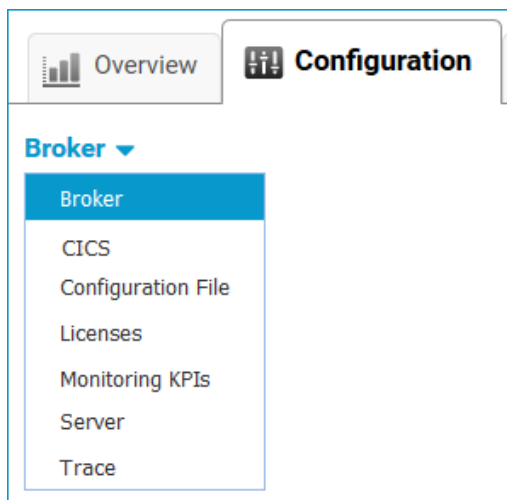 Overview
Configuration
Broker
Broker
CICS
Configuration File
Licenses
Monitoring KPIs
Server
Trace